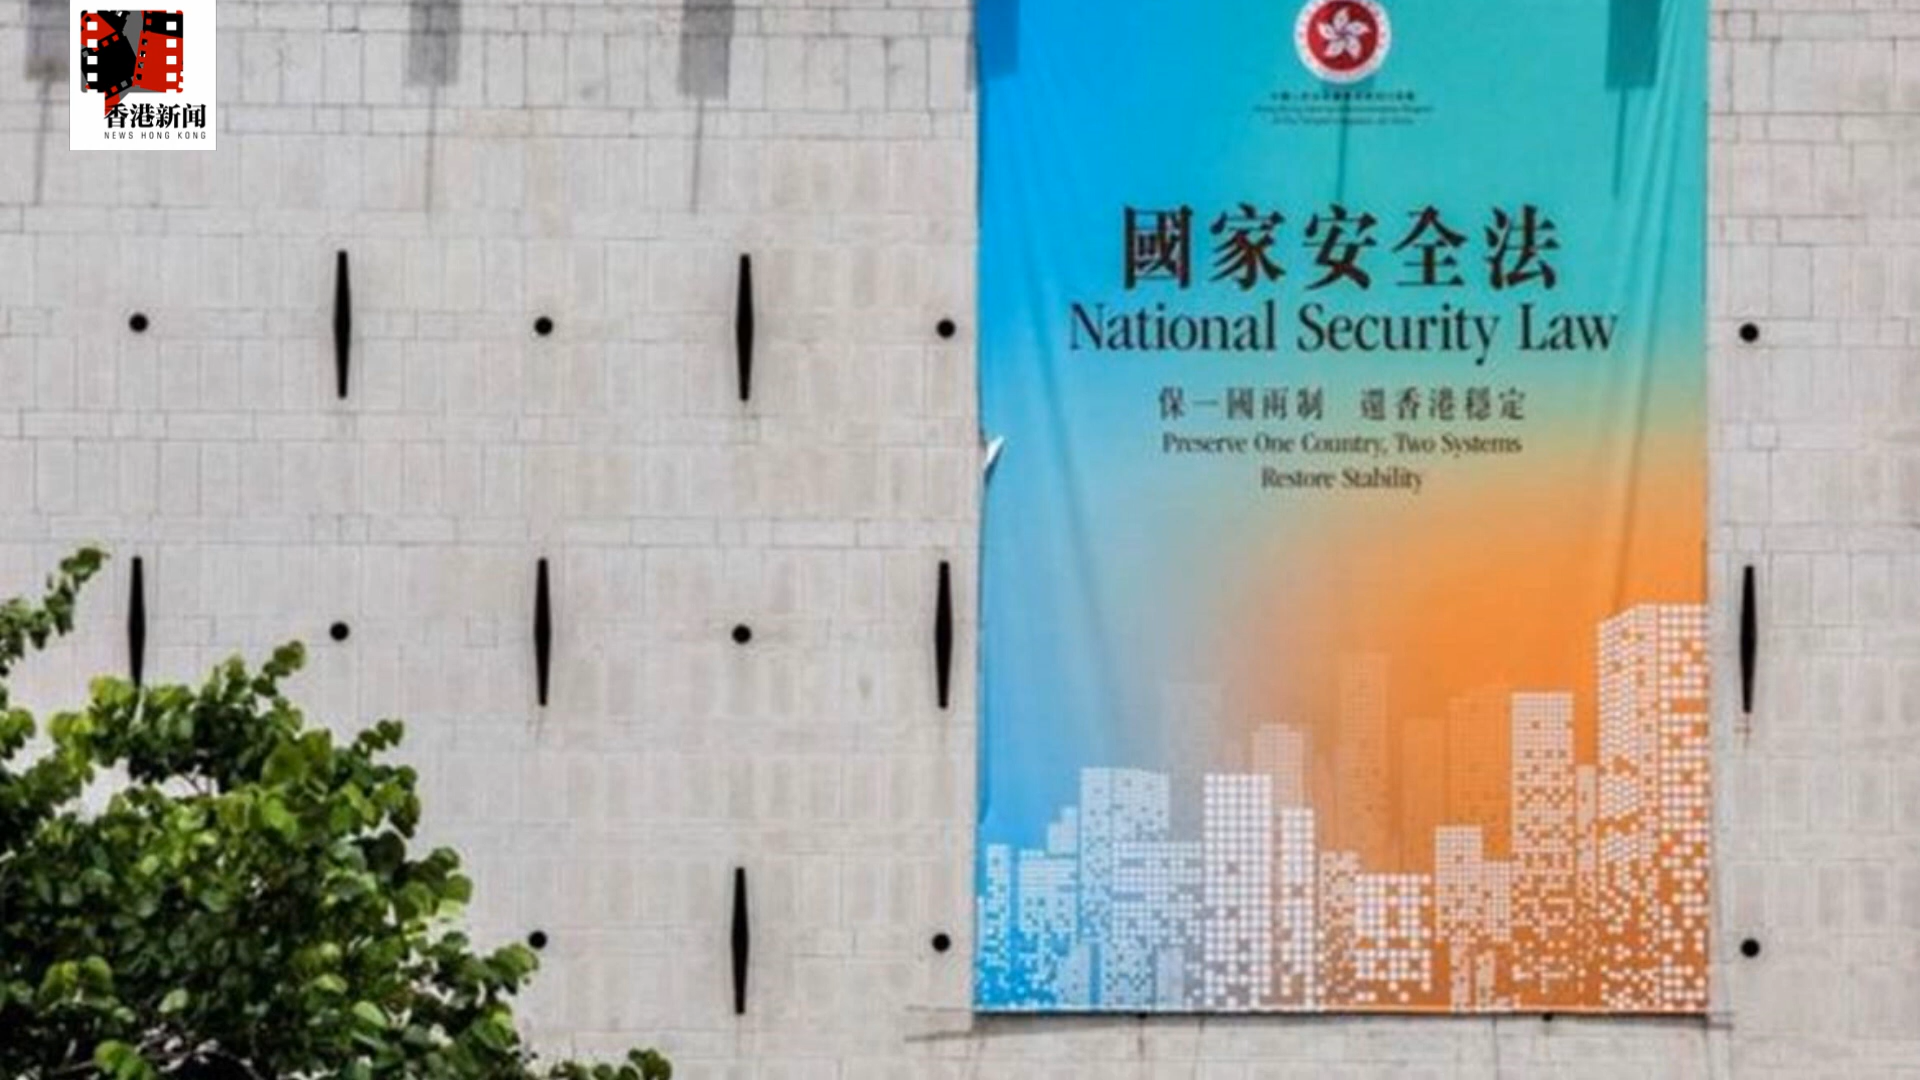 香港新闻
NEWS HONG KONG
國家安全法
National Security Law
保一國兩制 還香港穩定
Preserve One Country, Two Systems
Restore Stability